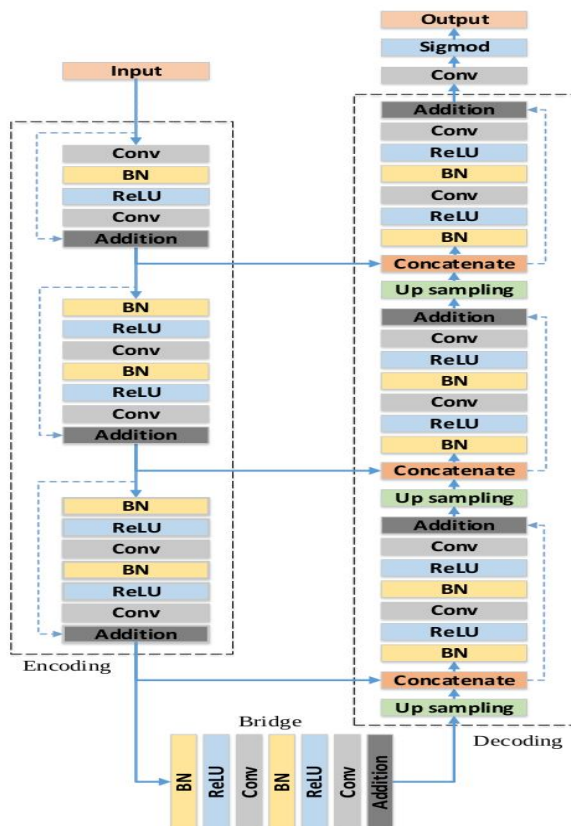 Input
Conv
BN
ReLU
Conv
Addition
BN
ReLU
Conv
BN
ReLU
Conv
Addition
BN
ReLU
Conv
BN
ReLU
Conv
Addition
Encoding
Bridge
BN
ReLU
Conv
BN
ReLU
Conv
Addition
Output
Sigmod
Conv
Addition
Conv
ReLU
BN
Conv
ReLU
BN
Concatenate
Up sampling
Addition
Conv
ReLU
BN
Conv
ReLU
BN
Concatenate
Up sampling
Addition
Conv
ReLU
BN
Conv
ReLU
BN
Concatenate
Up sampling
Decoding